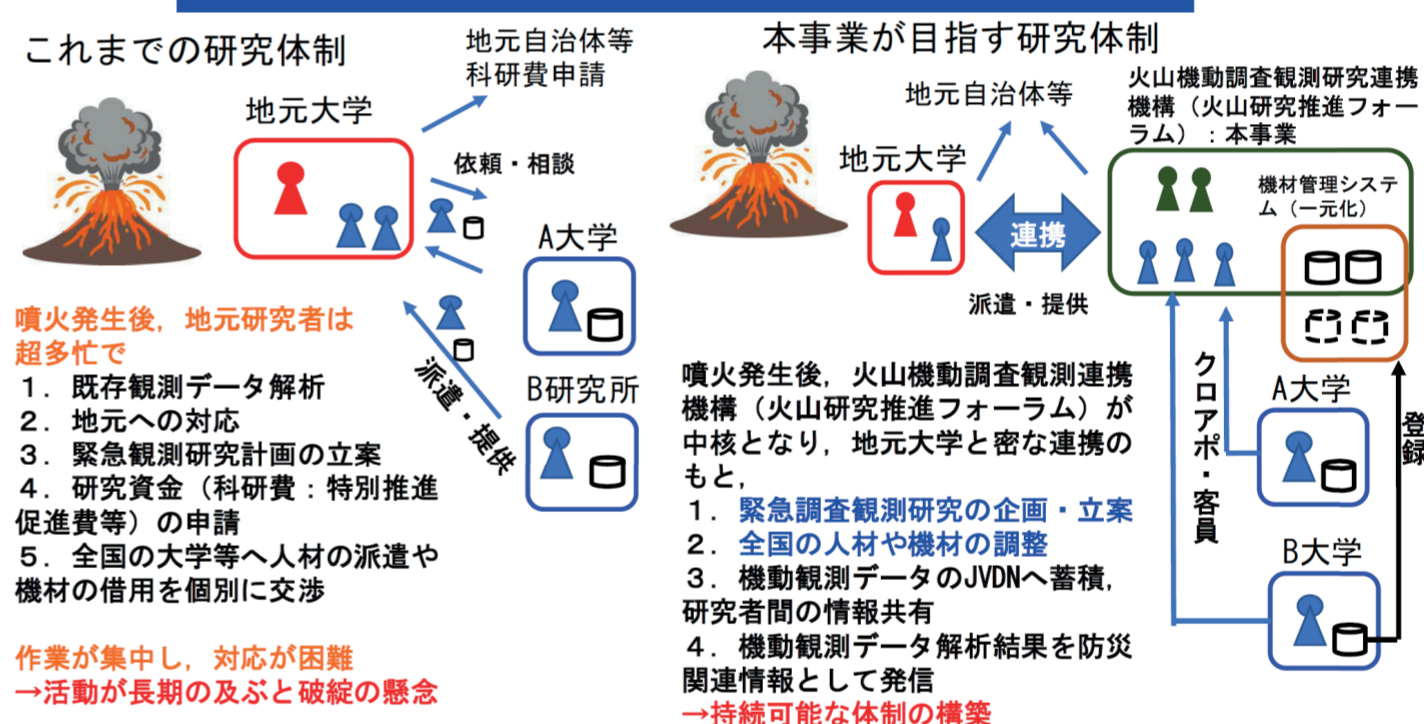 これまでの研究体制
地元自治体等
科研費申請
地元大学
依頼・相談
A大学
B研究所
派遣・提供
噴火発生後，地元研究者は
超多忙で
１．既存観測データ解析
２．地元への対応
３．緊急観測研究計画の立案
４．研究資金（科研費：特別推進
促進費等）の申請
５．全国の大学等へ人材の派遣や
機材の借用を個別に交渉
作業が集中し，対応が困難
→活動が長期の及ぶと破綻の懸念
本事業が目指す研究体制
地元自治体等
火山機動調査観測研究連携
機構（火山研究推進フォー
ラム）：本事業
地元大学
連携
派遣・提供
機材管理システ
ム（一元化）
クロアポ・客員
A大学
登録
B大学
噴火発生後，火山機動調査観測連携
機構（火山研究推進フォーラム）が
中核となり，地元大学と密な連携の
もと，
１．緊急調査観測研究の企画・立案
２．全国の人材や機材の調整
３．機動観測データのJVDNへ蓄積，
研究者間の情報共有
４．機動観測データ解析結果を防災
関連情報として発信
→持続可能な体制の構築